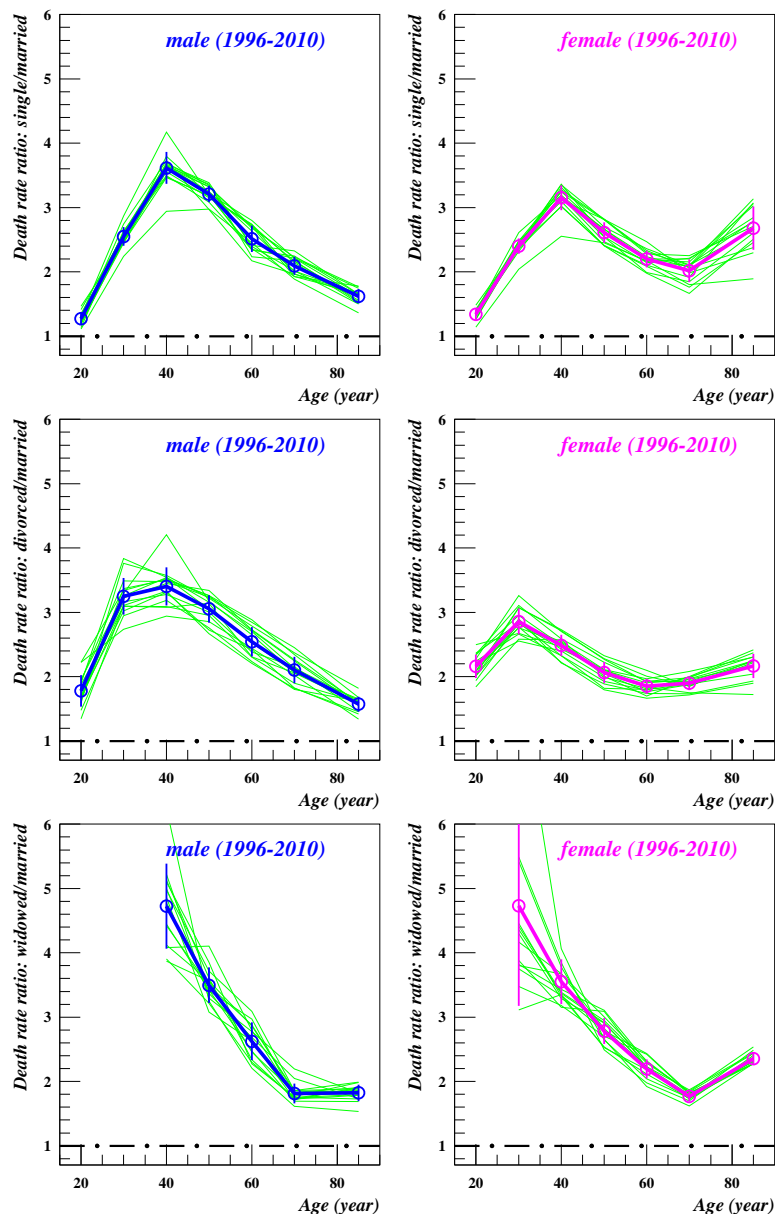 male (1996-2010)
Death rate ratio: single/married
6
5
4
3
2
1
20 40 60 80
Age (year)
female (1996-2010)
Death rate ratio: single/married
6
5
4
3
2
1
20 40 60 80
Age (year)
male (1996-2010)
Death rate ratio: divorced/married
6
5
4
3
2
1
20 40 60 80
Age (year)
female (1996-2010)
Death rate ratio: divorced/married
6
5
4
3
2
1
20 40 60 80
Age (year)
male (1996-2010)
Death rate ratio: widowed/married
6
5
4
3
2
1
20 40 60 80
Age (year)
female (1996-2010)
Death rate ratio: widowed/married
6
5
4
3
2
1
20 40 60 80
Age (year)